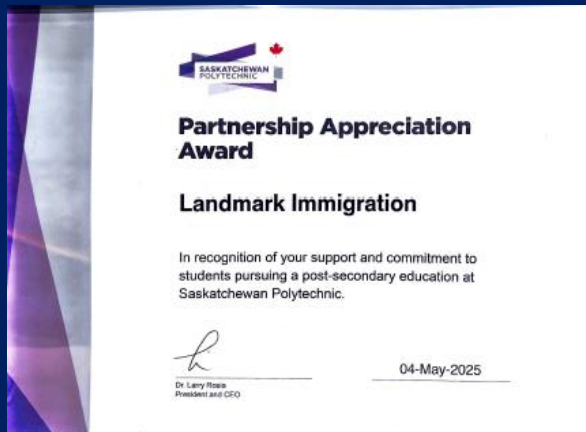 SASKATCHEWAN
POLYTECHNIC
Partnership Appreciation
Award
Landmark Immigration
In recognition of your support and commitment to
students pursuing a post-secondary education at
Saskatchewan Polytechnic.
04-May-2025
Dr. Larry Rosia
President and CEO